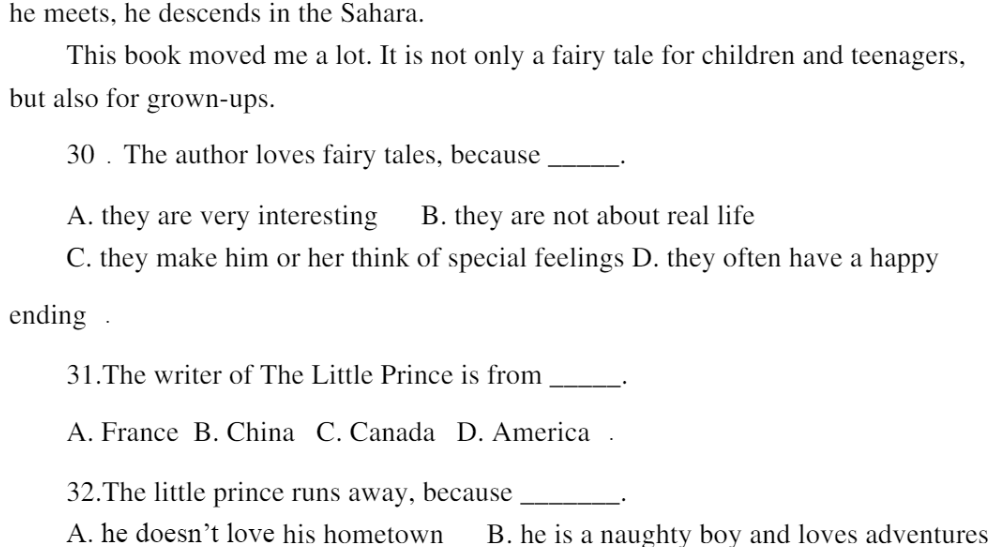 he meets, he descends in the Sahara.
This book moved me a lot. It is not only a fairy tale for children and teenagers,
but also for grown-ups.
30 . The author loves fairy tales, because _____.
A. they are very interesting B. they are not about real life
C. they make him or her think of special feelings D. they often have a happy
ending .
31.The writer of The Little Prince is from _____.
A. France B. China C. Canada D. America .
32.The little prince runs away, because _______.
A. he doesn’t love his hometown B. he is a naughty boy and loves adventures